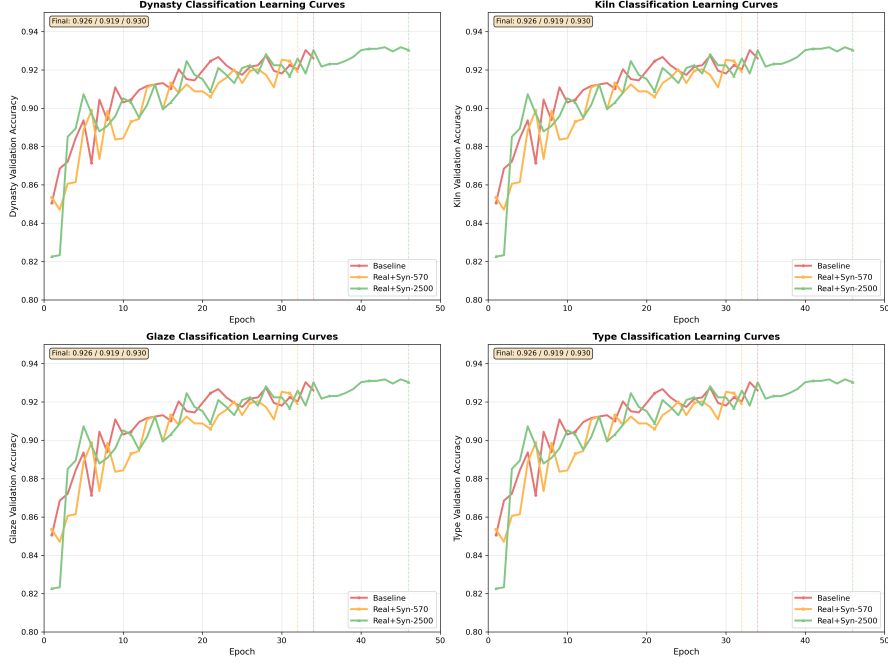 Dynasty Classification Learning Curves
Final: 0.926 / 0.919 / 0.930
Dynasty Validation Accuracy
0.94
0.92
0.90
0.88
0.86
0.84
0.82
0.80
0
10
20
30
40
50
Epoch
Baseline
Real+Syn-570
Real+Syn-2500
Kiln Classification Learning Curves
Final: 0.926 / 0.919 / 0.930
Kiln Validation Accuracy
0.94
0.92
0.90
0.88
0.86
0.84
0.82
0.80
0
10
20
30
40
50
Epoch
Baseline
Real+Syn-570
Real+Syn-2500
Glaze Classification Learning Curves
Final: 0.926 / 0.919 / 0.930
Glaze Validation Accuracy
0.94
0.92
0.90
0.88
0.86
0.84
0.82
0.80
0
10
20
30
40
50
Epoch
Baseline
Real+Syn-570
Real+Syn-2500
Type Classification Learning Curves
Final: 0.926 / 0.919 / 0.930
Type Validation Accuracy
0.94
0.92
0.90
0.88
0.86
0.84
0.82
0.80
0
10
20
30
40
50
Epoch
Baseline
Real+Syn-570
Real+Syn-2500